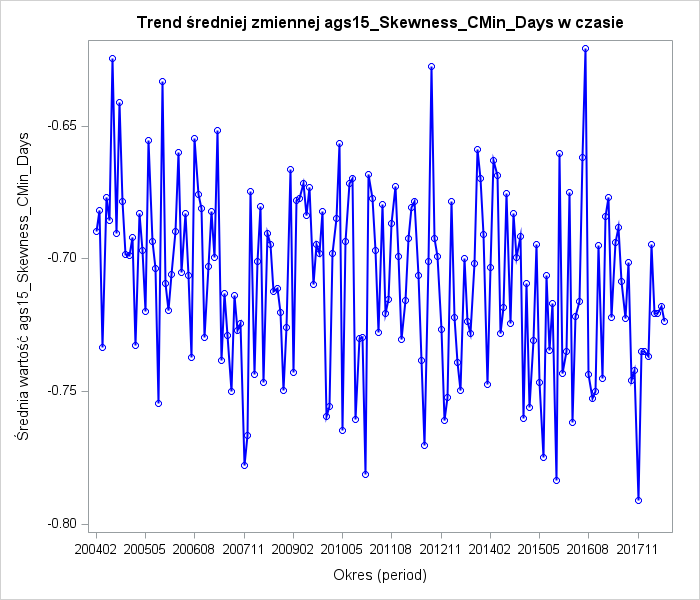 Trend średniej zmiennej ags15_Skewness_CMin_Days w czasie
Średnia wartość ags15_Skewness_CMin_Days
-0.65
-0.70
-0.75
-0.80
200402 200505 200608 200711 200902 201005 201108 201211 201402 201505 201608 201711
Okres (period)